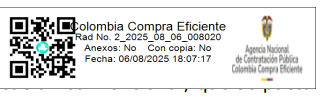 Colombia Compra Eficiente
Rad No. 2_2025_08_06_008020
Anexos: No Con copia: No
Fecha: 06/08/2025 18:07:17
Agencia Nacional
de Contratación Pública
Colombia Compra Eficiente